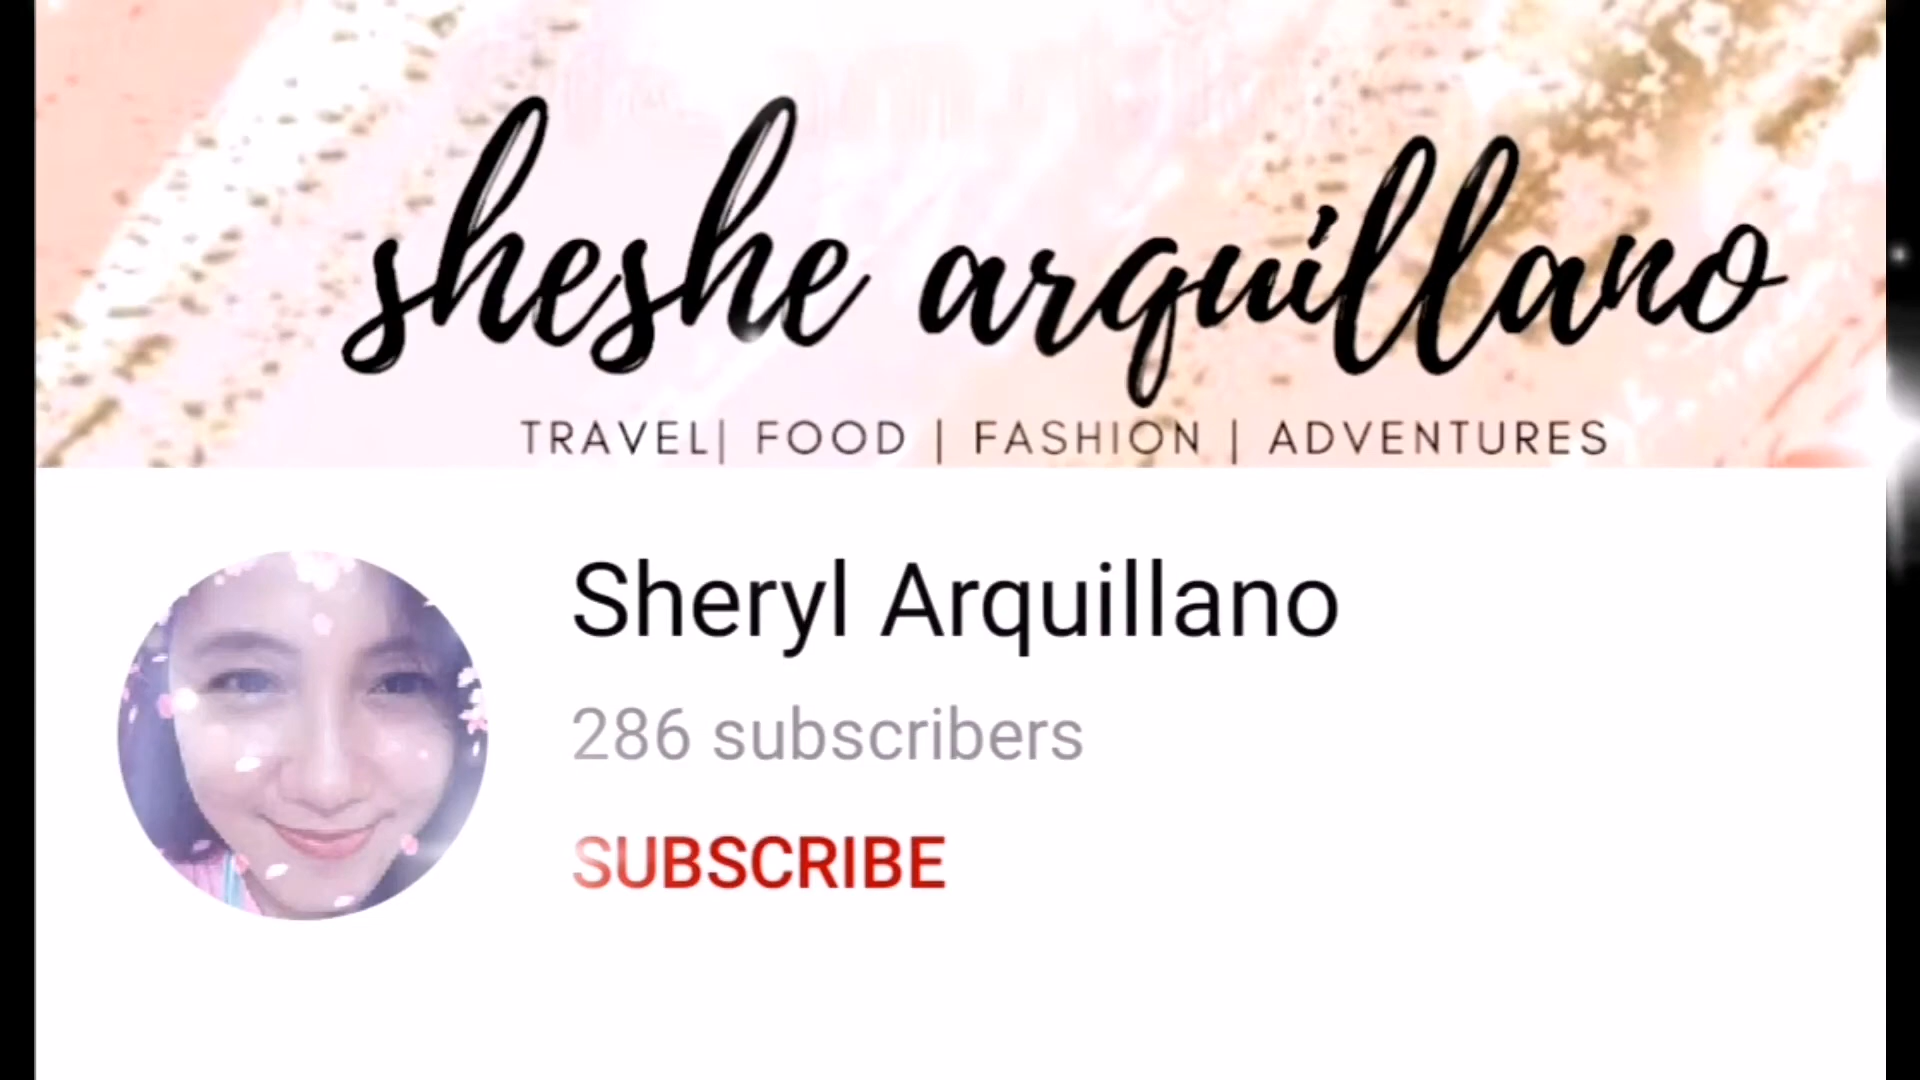 sheshe arquillano
TRAVEL| FOOD | FASHION | ADVENTURES
Sheryl Arquillano
286 subscribers
SUBSCRIBE